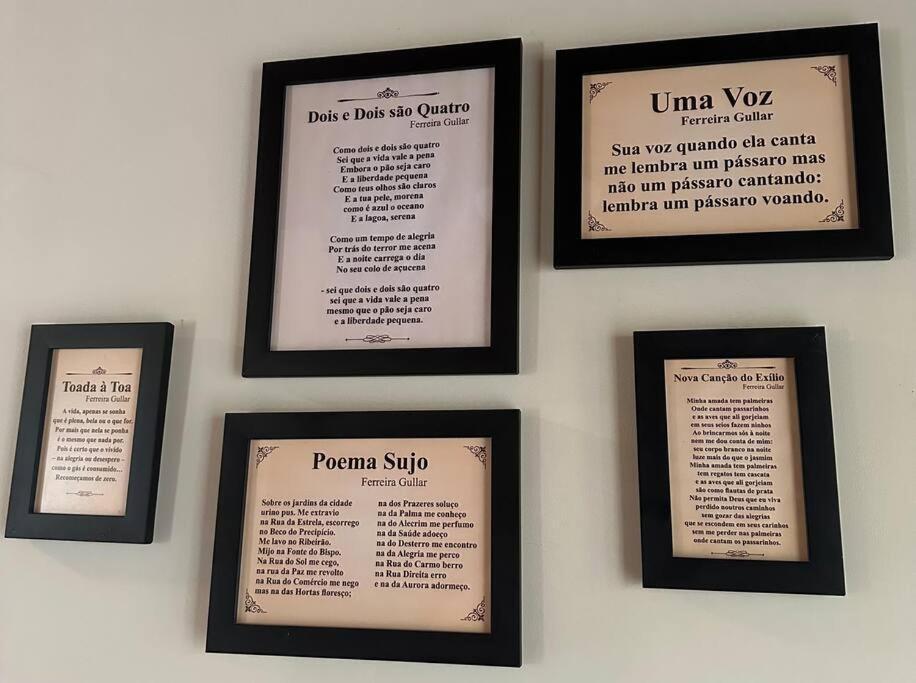 Dois e Dois são Quatro
Ferreira Gullar
Como dois e dois são quatro
Sei que a vida vale a pena
Embora o pão seja caro
E a liberdade pequena
Como teus olhos são claros
E a tua pele, morena
como é azul o oceano
E a lagoa, serena
Como um tempo de alegria
Por trás do terror me acena
E a noite carrega o dia
No seu colo de açucena
- sei que dois e dois são quatro
sei que a vida vale a pena
mesmo que o pão seja caro
e a liberdade pequena.
Uma Voz
Ferreira Gullar
Sua voz quando ela canta
me lembra um pássaro mas
não um pássaro cantando:
lembra um pássaro voando.
Toada à Toa
Ferreira Gullar
A vida, apenas se sonha
que é plena, bela ou o que for.
Por mais que nela se ponha
é o mesmo que nada por.
Pois é certo que o vivido
– na alegria ou desespero –
como o gás é consumido...
Recomeçamos de zero.
Poema Sujo
Ferreira Gullar
Sobre os jardins da cidade
urino pus. Me extravio
na Rua da Estrela, escorrego
no Beco do Precipício.
Me lavo no Ribeirão.
Mijo na Fonte do Bispo.
Na Rua do Sol me cego,
na rua da Paz me revolto
na Rua do Comércio me nego
mas na das Hortas floresço;
na dos Prazeres soluço
na da Palma me conheço
na do Alecrim me perfumo
na da Saúde adoeço
na do Desterro me encontro
na da Alegria me perco
na Rua do Carmo berro
na Rua Direita erro
e na da Aurora adormeço.
Nova Canção do Exílio
Ferreira Gullar
Minha amada tem palmeiras
Onde cantam passarinhos
e as aves que ali gorjeiam
em seus seios fazem ninhos
Ao brincarmos sós à noite
nem me dou conta de mim:
seu corpo branco na noite
luze mais do que o jasmim
Minha amada tem palmeiras
tem regatos tem cascata
e as aves que ali gorjeiam
são como flautas de prata
Não permita Deus que eu viva
perdido noutros caminhos
sem gozar das alegrias
que se escondem em seus carinhos
sem me perder nas palmeiras
onde cantam os passarinhos.